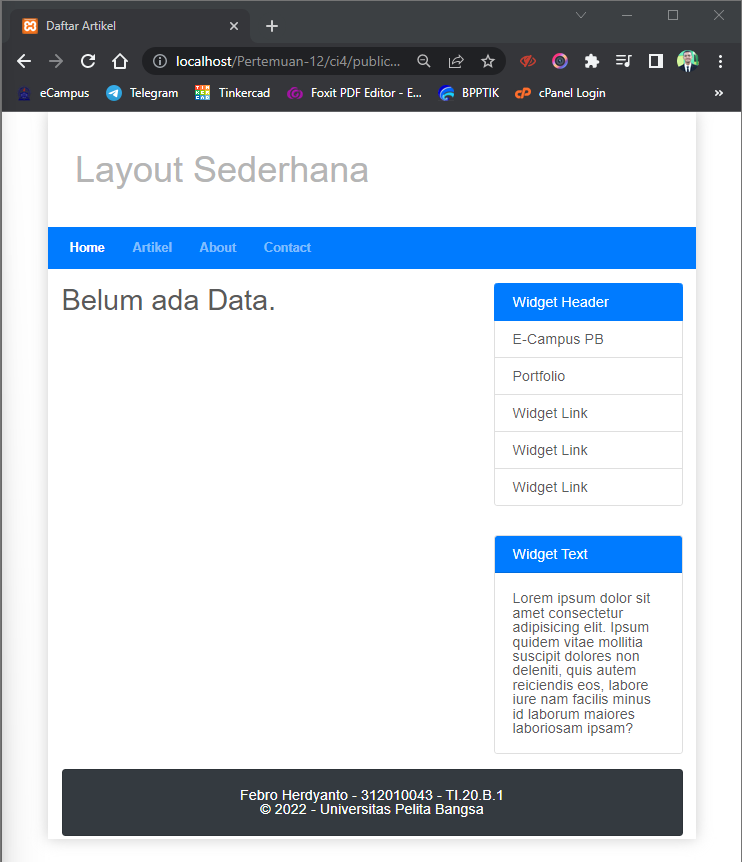 Daftar Artikel
localhost/Pertemuan-12/ci4/public...
eCampus
Telegram
TIN KER CAD
Tinkercad
Foxit PDF Editor - E...
BPPTIK
cP
cPanel Login
»
Layout Sederhana
Home
Artikel
About
Contact
Belum ada Data.
Widget Header
E-Campus PB
Portfolio
Widget Link
Widget Link
Widget Link
Widget Text
Lorem ipsum dolor sit
amet consectetur
adipisicing elit. Ipsum
quidem vitae mollitia
suscipit dolores non
deleniti, quis autem
reiciendis eos, labore
iure nam facilis minus
id laborum maiores
laboriosam ipsam?
Febro Herdyanto - 312010043 - TI.20.B.1
© 2022 - Universitas Pelita Bangsa